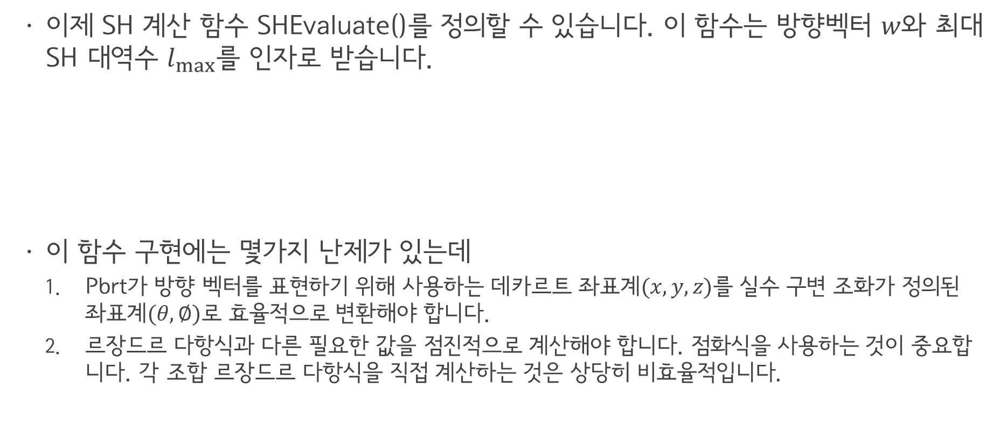 · 이제 SH 계산 함수 SHEvaluate()를 정의할 수 있습니다. 이 함수는 방향벡터 w와 최대
SH 대역수 l_max를 인자로 받습니다.
· 이 함수 구현에는 몇가지 난제가 있는데
1. Pbrt가 방향 벡터를 표현하기 위해 사용하는 데카르트 좌표계(x, y, z)를 실수 구변 조화가 정의된
좌표계(θ, ∅)로 효율적으로 변환해야 합니다.
2. 르장드르 다항식과 다른 필요한 값을 점진적으로 계산해야 합니다. 점화식을 사용하는 것이 중요합
니다. 각 조합 르장드르 다항식을 직접 계산하는 것은 상당히 비효율적입니다.